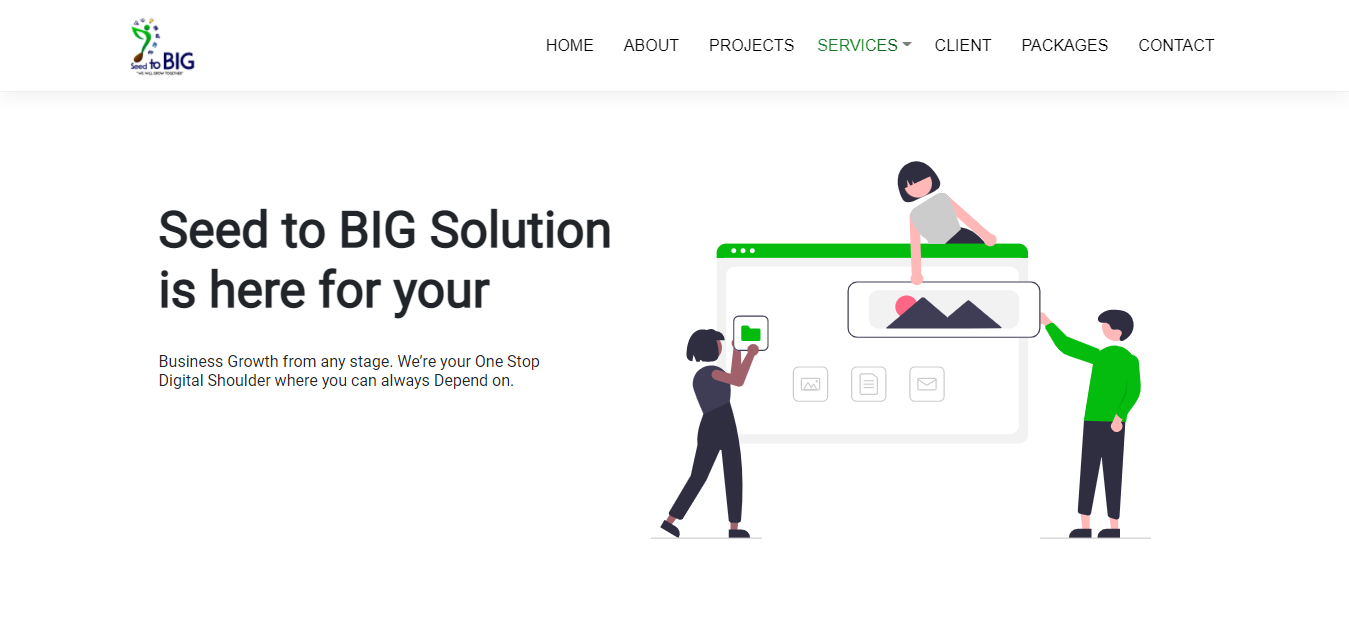 Seed to BIG
"WE WILL GROW TOGETHER"
HOME ABOUT PROJECTS SERVICES CLIENT PACKAGES CONTACT
Seed to BIG Solution
is here for your
Business Growth from any stage. We’re your One Stop
Digital Shoulder where you can always Depend on.